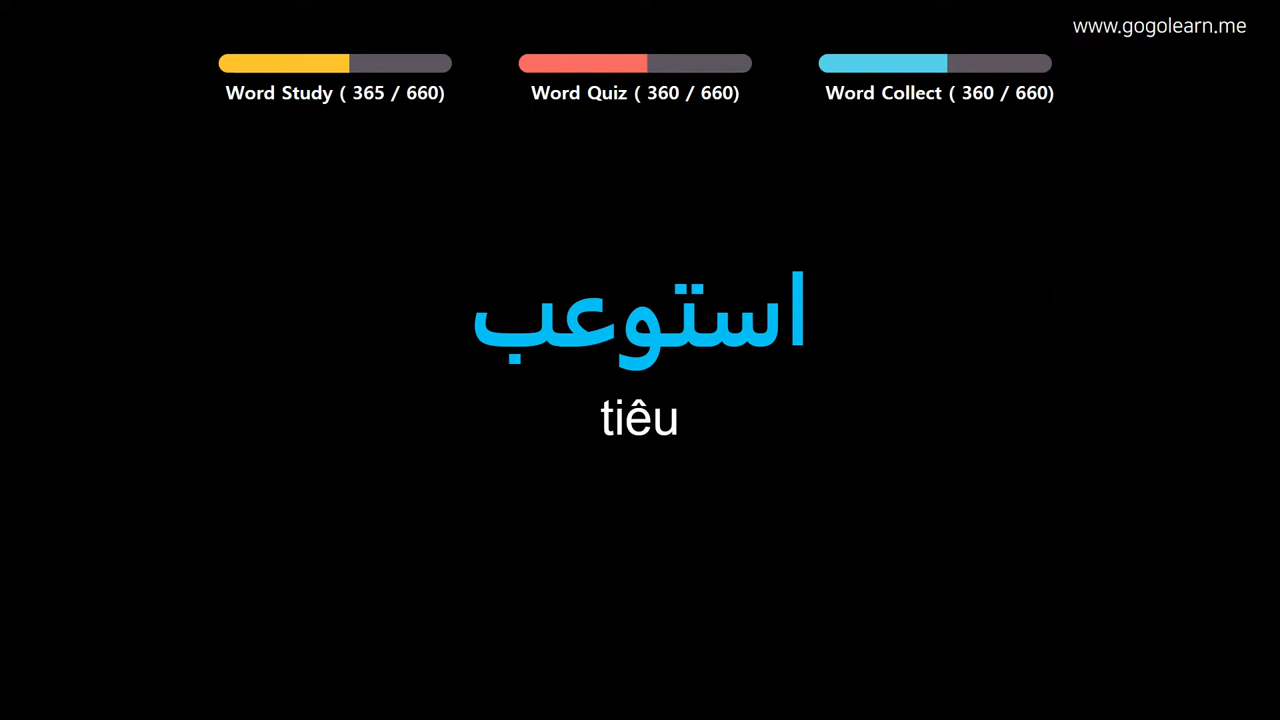 www.gogolearn.me
Word Study ( 365 / 660)
Word Quiz ( 360 / 660)
Word Collect ( 360 / 660)
استوعب
tiêu